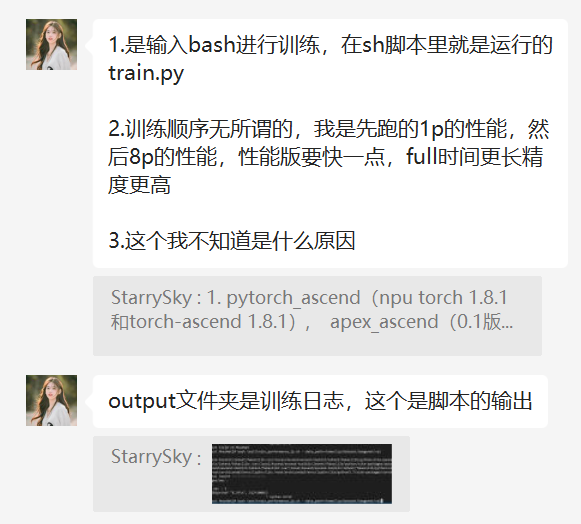 1.是输入bash进行训练，在sh脚本里就是运行的
train.py
2.训练顺序无所谓的，我是先跑的1p的性能，然
后8p的性能，性能版要快一点，full时间更长精
度更高
3.这个我不知道是什么原因
StarrySky : 1. pytorch_ascend（npu torch 1.8.1
和torch-ascend 1.8.1）， apex_ascend（0.1版...
output文件夹是训练日志，这个是脚本的输出
StarrySky :